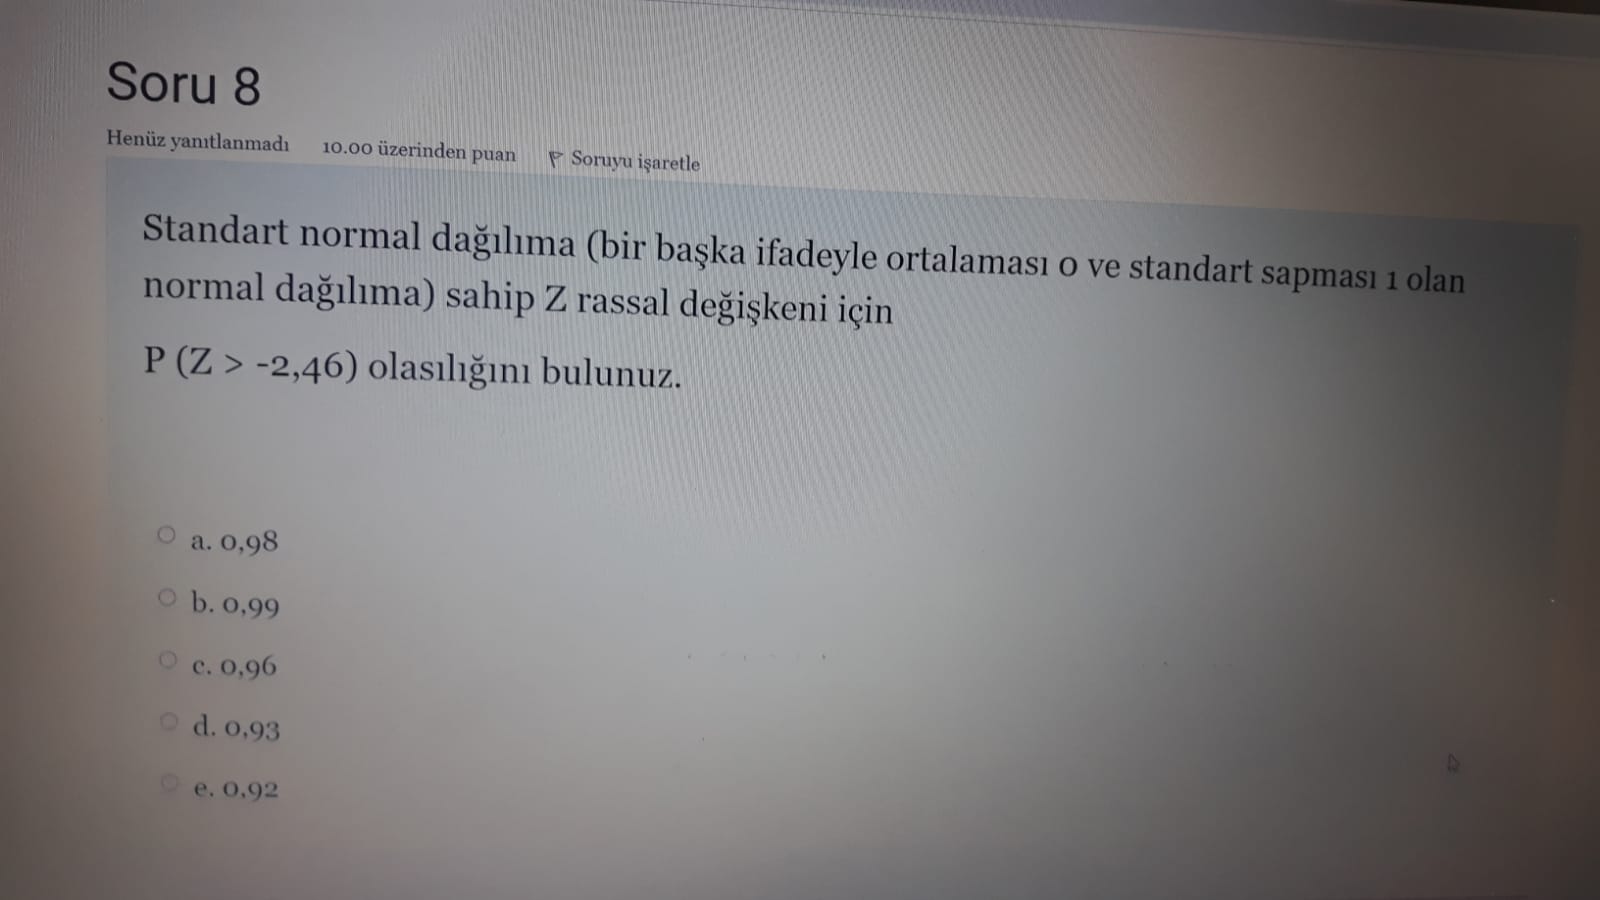 Soru 8
Henüz yanıtlanmadı 10.00 üzerinden puan Soruyu işaretle
Standart normal dağılıma (bir başka ifadeyle ortalaması 0 ve standart sapması 1 olan
normal dağılıma) sahip Z rassal değişkeni için
P (Z > -2,46) olasılığını bulunuz.
a. 0,98
b. 0,99
c. 0,96
d. 0,93
e. 0,92